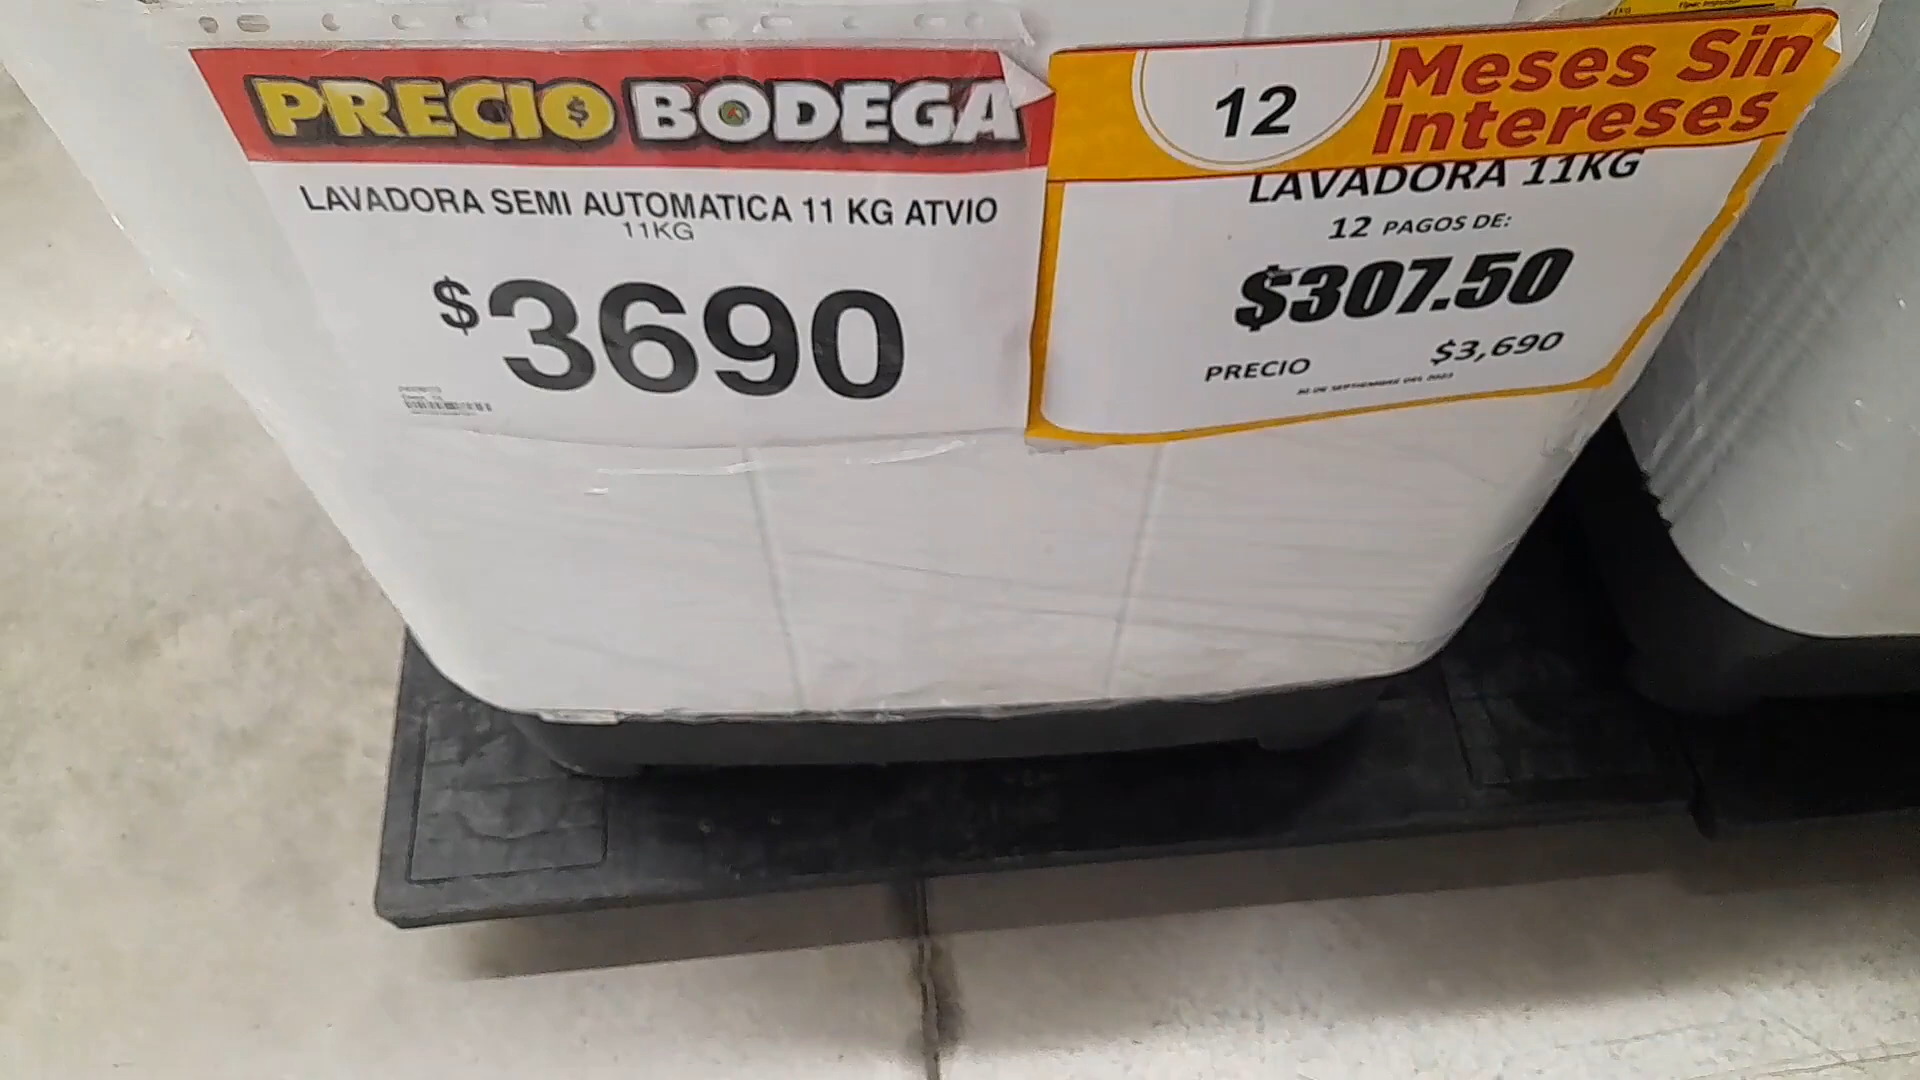 PRECIO BODEGA
LAVADORA SEMI AUTOMATICA 11 KG ATVIO
11KG
$3690
12 Meses Sin
Intereses
LAVADORA 11KG
12 PAGOS DE:
$307.50
PRECIO $3,690